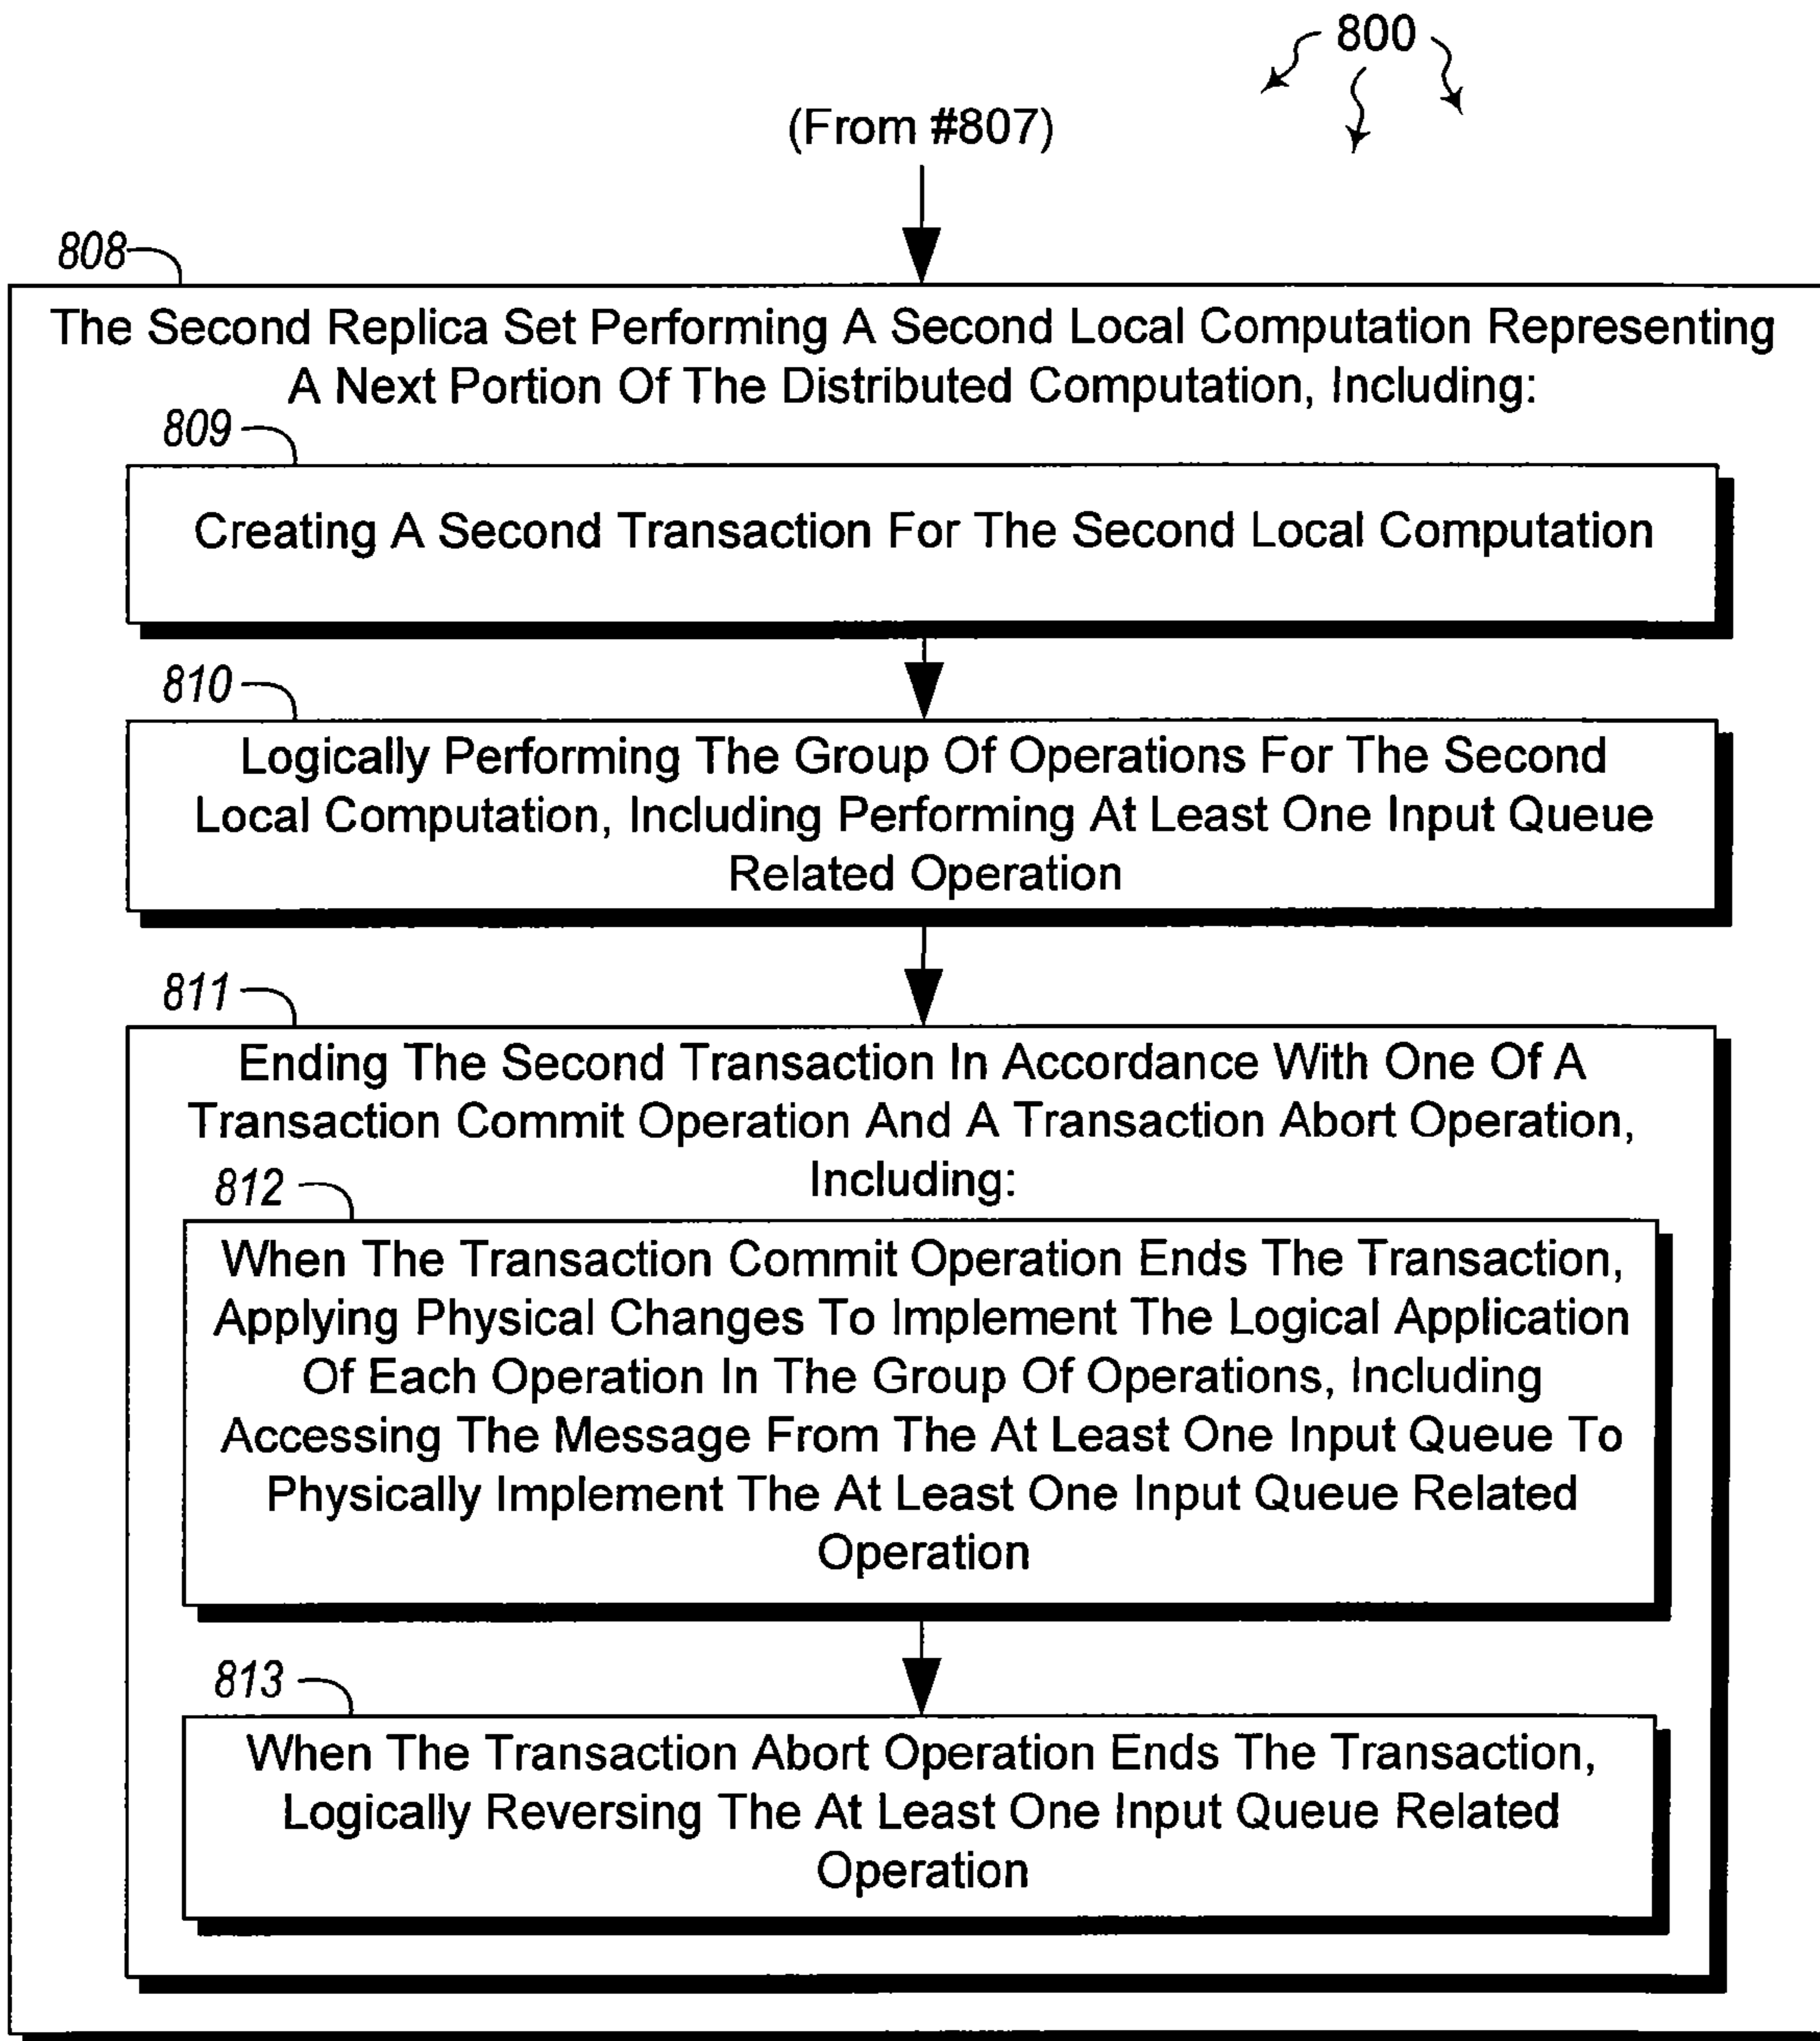 800
(From #807)
808
The Second Replica Set Performing A Second Local Computation Representing
A Next Portion Of The Distributed Computation, Including:
809
Creating A Second Transaction For The Second Local Computation
810
Logically Performing The Group Of Operations For The Second
Local Computation, Including Performing At Least One Input Queue
Related Operation
811
Ending The Second Transaction In Accordance With One Of A
Transaction Commit Operation And A Transaction Abort Operation,
Including:
812
When The Transaction Commit Operation Ends The Transaction,
Applying Physical Changes To Implement The Logical Application
Of Each Operation In The Group Of Operations, Including
Accessing The Message From The At Least One Input Queue To
Physically Implement The At Least One Input Queue Related
Operation
813
When The Transaction Abort Operation Ends The Transaction,
Logically Reversing The At Least One Input Queue Related
Operation